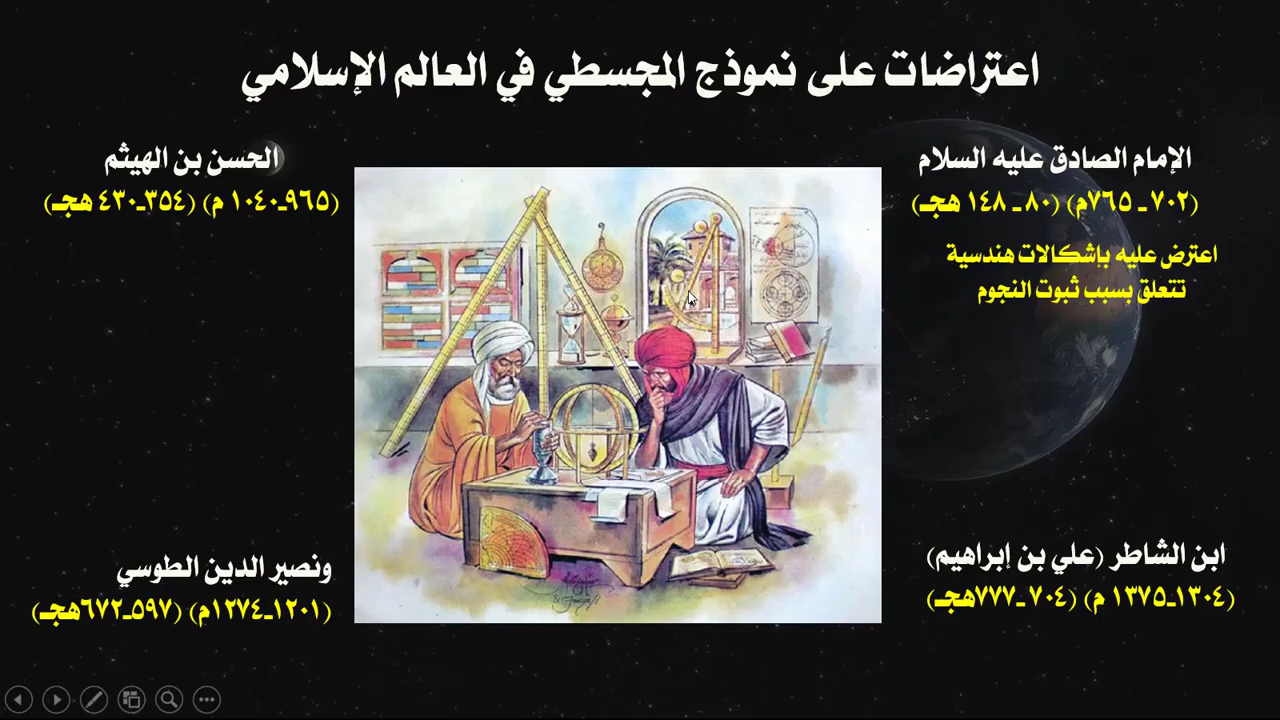 اعتراضات على نموذج المجسطي في العالم الإسلامي
الإمام الصادق عليه السلام
(٧٠٢ ـ ٧٦٥م) (٨٠ ـ ١٤٨ هجـ)
اعترض عليه بإشكالات هندسية
تتعلق بسبب ثبوت النجوم
الحسن بن الهيثم
(٩٦٥ـ١٠٤٠ م) (٣٥٤ـ٤٣٠ هجـ)
ابن الشاطر (علي بن إبراهيم)
(١٣٠٤ـ١٣٧٥ م) (٧٠٤ ـ٧٧٧هجـ)
ونصير الدين الطوسي
(١٢٠١ـ١٢٧٤م) (٥٩٧ـ٦٧٢هجـ)